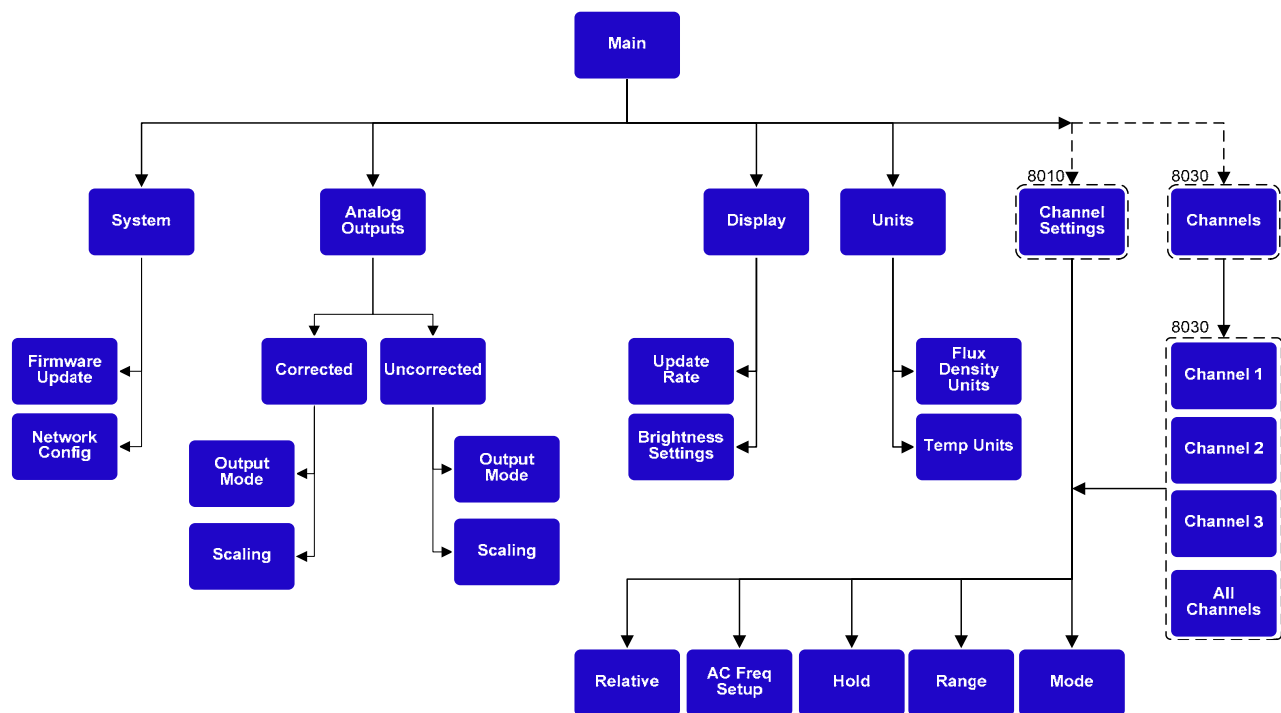 Main
8010
8030
System
Analog
Outputs
Display
Units
Channel
Settings
Channels
8030
Firmware
Update
Corrected
Uncorrected
Update
Rate
Flux
Density
Units
Channel 1
Network
Config
Output
Mode
Output
Mode
Brightness
Settings
Temp Units
Channel 2
Channel 3
Scaling
Scaling
All
Channels
Relative
AC Freq
Setup
Hold
Range
Mode